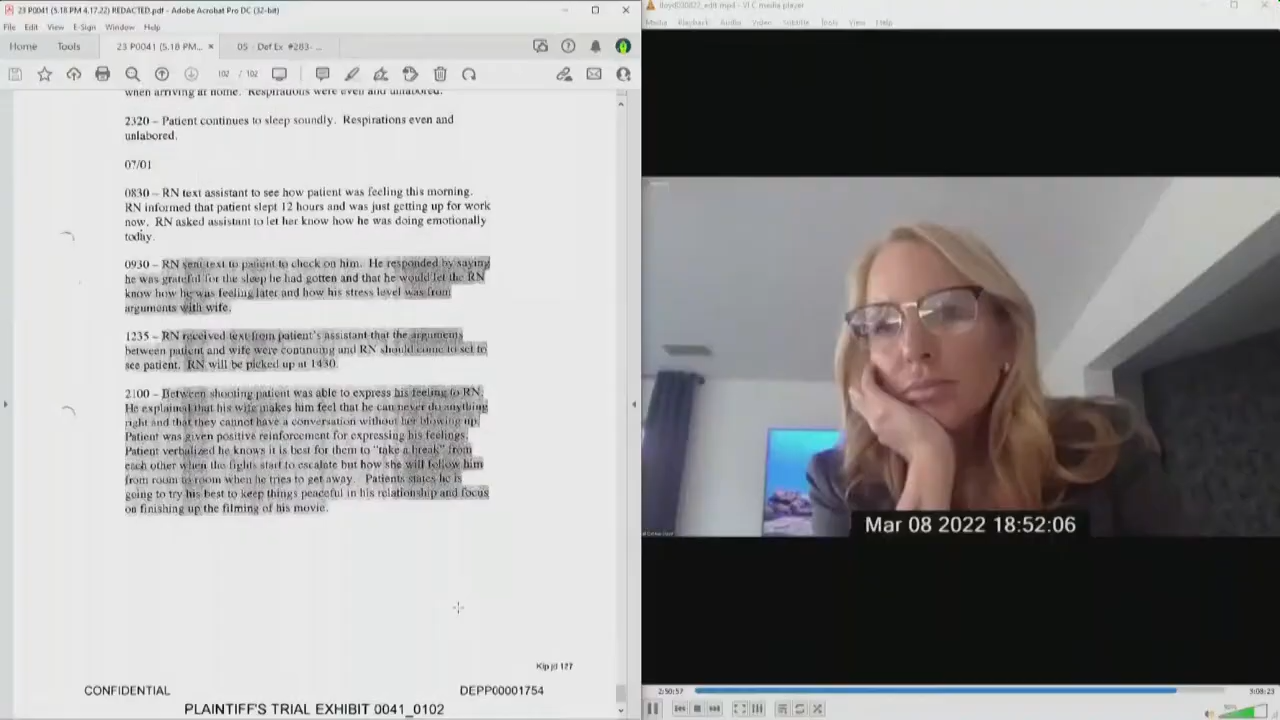 23 P0041 (5.18 PM 4.17.22) REDACTED.pdf - Adobe Acrobat Pro DC (32-bit)
File Edit View E-Sign Window Help
Home Tools 23 P0041 (5.18 PM... × 05 - Def Ex #283-...
102 / 102
when arriving at home. Respirations were even and unlabored.
2320 – Patient continues to sleep soundly. Respirations even and
unlabored.
07/01
0830 – RN text assistant to see how patient was feeling this morning.
RN informed that patient slept 12 hours and was just getting up for work
now. RN asked assistant to let her know how he was doing emotionally
today.
0930 – RN sent text to patient to check on him. He responded by saying
he was grateful for the sleep he had gotten and that he would let the RN
know how he was feeling later and how his stress level was from
arguments with wife.
1235 – RN received text from patient's assistant that the arguments
between patient and wife were continuing and RN should come to set to
see patient. RN will be picked up at 1430.
2100 – Between shooting patient was able to express his feeling to RN.
He explained that his wife makes him feel that he can never do anything
right and that they cannot have a conversation without her blowing up.
Patient was given positive reinforcement for expressing his feelings.
Patient verbalized he knows it is best for them to "take a break" from
each other when the fights start to escalate but how she will follow him
from room to room when he tries to get away. Patients states he is
going to try his best to keep things peaceful in his relationship and focus
on finishing up the filming of his movie.
127
CONFIDENTIAL DEPP00001754
PLAINTIFF'S TRIAL EXHIBIT 0041_0102
VLC media player
Media Playback Audio Video Subtitle Tools View Help
Mar 08 2022 18:52:06
2:50:57 3:08:23